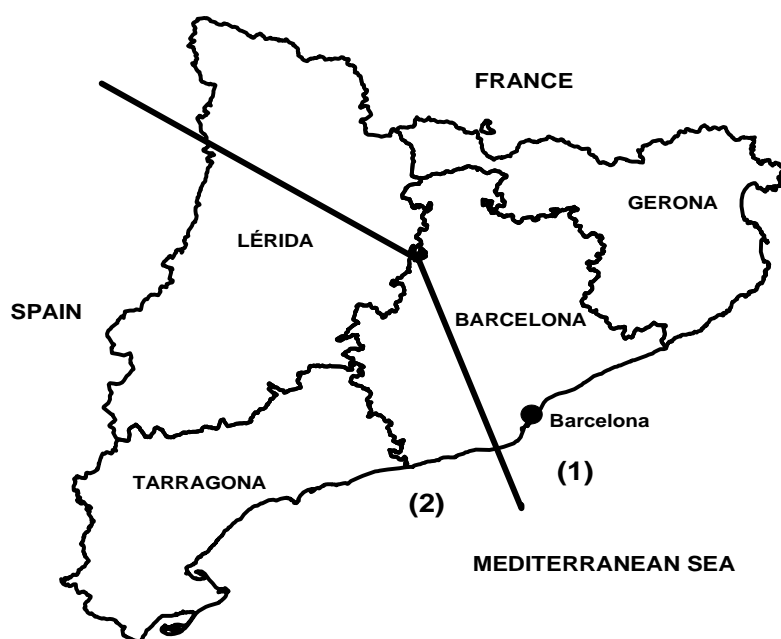 FRANCE
GERONA
LÉRIDA
SPAIN
BARCELONA
Barcelona
(1)
TARRAGONA
(2)
MEDITERRANEAN SEA